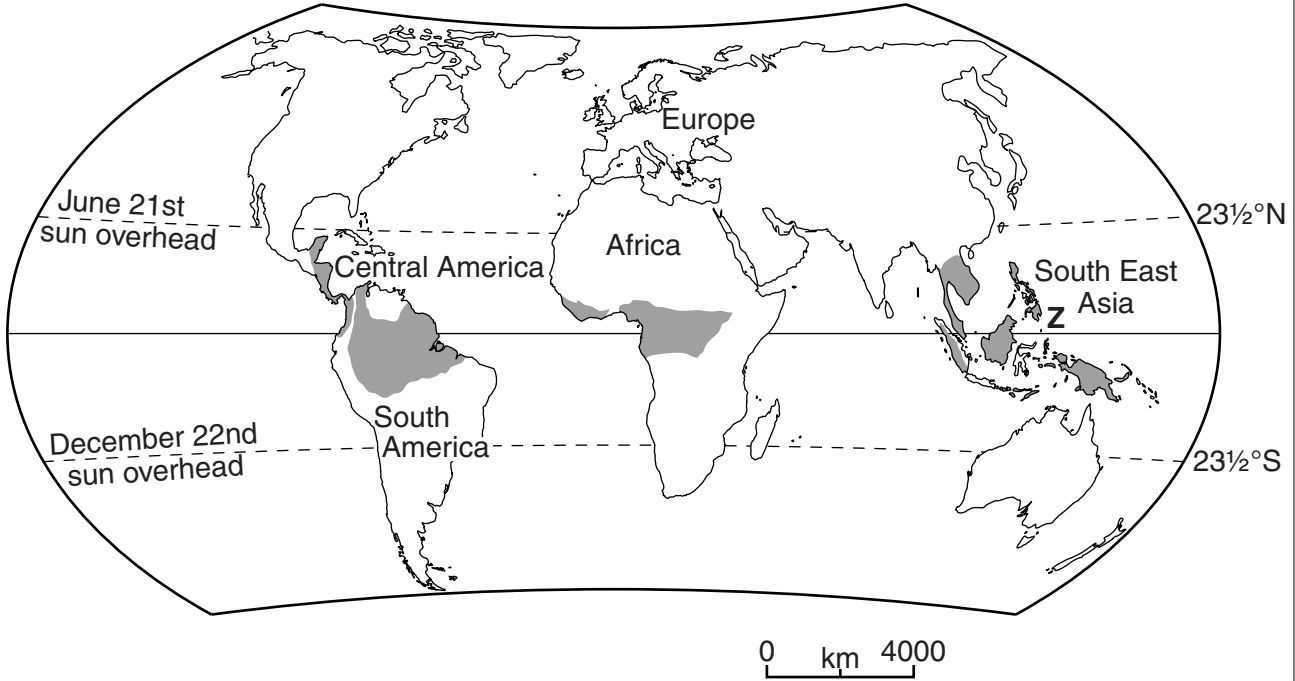 Europe
June 21st
sun overhead
23½°N
Africa
Central America
South East
Asia
Z
South
America
December 22nd
sun overhead
23½°S
0 km 4000